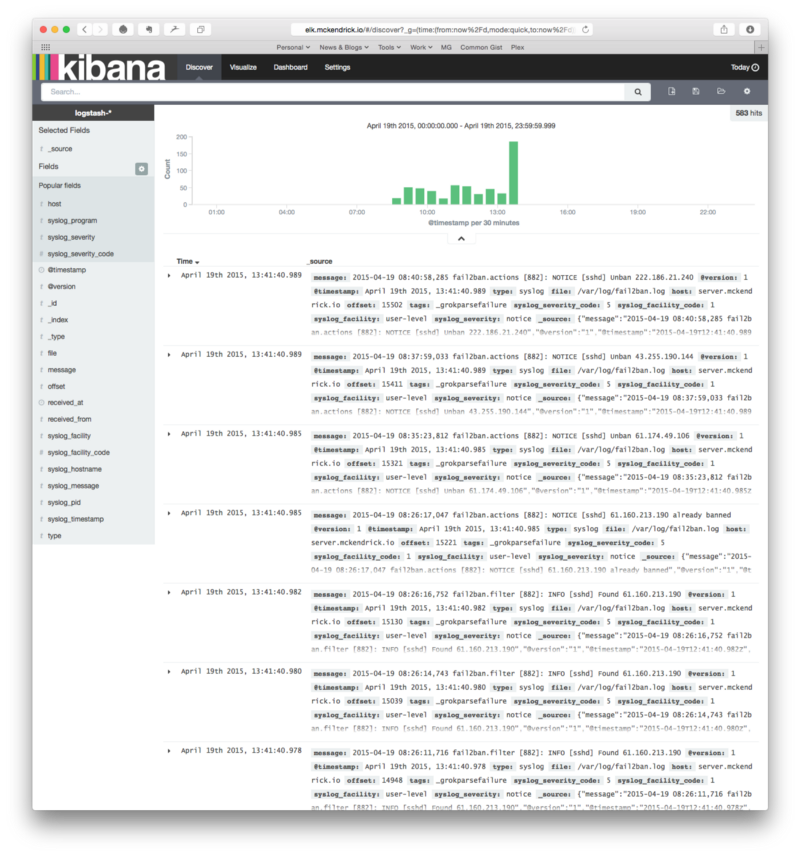 elk.mckendrick.io/#/discover?_g=(time:(from:now%2Fd,mode:quick,to:now%2Fd
Personal News & Blogs Tools Work MG Common Gist Plex
kibana Discover Visualize Dashboard Settings Today
Search...
logstash-*
583 hits
Selected Fields
t _source
Fields
Popular fields
t host
t syslog_program
t syslog_severity
# syslog_severity_code
@timestamp
t @version
t _id
t _index
t _type
t file
t message
t offset
received_at
t received_from
t syslog_facility
# syslog_facility_code
t syslog_hostname
t syslog_message
t syslog_pid
t syslog_timestamp
t type
April 19th 2015, 00:00:00.000 - April 19th 2015, 23:59:59.999
Count
200
150
100
50
0
01:00 04:00 07:00 10:00 13:00 16:00 19:00 22:00
@timestamp per 30 minutes
Time _source
April 19th 2015, 13:41:40.989 message: 2015-04-19 08:40:58,285 fail2ban.actions [882]: NOTICE [sshd] Unban 222.186.21.240 @version: 1
@timestamp: April 19th 2015, 13:41:40.989 type: syslog file: /var/log/fail2ban.log host: server.mckend
rick.io offset: 15502 tags: _grokparsefailure syslog_severity_code: 5 syslog_facility_code: 1
syslog_facility: user-level syslog_severity: notice _source: {"message":"2015-04-19 08:40:58,285 fail2b
an.actions [882]: NOTICE [sshd] Unban 222.186.21.240","@version":"1","@timestamp":"2015-04-19T12:41:40.989
April 19th 2015, 13:41:40.989 message: 2015-04-19 08:37:59,033 fail2ban.actions [882]: NOTICE [sshd] Unban 43.255.190.144 @version: 1
@timestamp: April 19th 2015, 13:41:40.989 type: syslog file: /var/log/fail2ban.log host: server.mckend
rick.io offset: 15411 tags: _grokparsefailure syslog_severity_code: 5 syslog_facility_code: 1
syslog_facility: user-level syslog_severity: notice _source: {"message":"2015-04-19 08:37:59,033 fail2b
an.actions [882]: NOTICE [sshd] Unban 43.255.190.144","@version":"1","@timestamp":"2015-04-19T12:41:40.989
April 19th 2015, 13:41:40.985 message: 2015-04-19 08:35:23,812 fail2ban.actions [882]: NOTICE [sshd] Unban 61.174.49.106 @version: 1
@timestamp: April 19th 2015, 13:41:40.985 type: syslog file: /var/log/fail2ban.log host: server.mckend
rick.io offset: 15321 tags: _grokparsefailure syslog_severity_code: 5 syslog_facility_code: 1
syslog_facility: user-level syslog_severity: notice _source: {"message":"2015-04-19 08:35:23,812 fail2b
an.actions [882]: NOTICE [sshd] Unban 61.174.49.106","@version":"1","@timestamp":"2015-04-19T12:41:40.985Z
April 19th 2015, 13:41:40.985 message: 2015-04-19 08:26:17,047 fail2ban.actions [882]: NOTICE [sshd] 61.160.213.190 already banned
@version: 1 @timestamp: April 19th 2015, 13:41:40.985 type: syslog file: /var/log/fail2ban.log host:
server.mckendrick.io offset: 15221 tags: _grokparsefailure syslog_severity_code: 5
syslog_facility_code: 1 syslog_facility: user-level syslog_severity: notice _source: {"message":"2015-
04-19 08:26:17,047 fail2ban.actions [882]: NOTICE [sshd] 61.160.213.190 already banned","@version":"1","@t
April 19th 2015, 13:41:40.982 message: 2015-04-19 08:26:16,752 fail2ban.filter [882]: INFO [sshd] Found 61.160.213.190 @version: 1
@timestamp: April 19th 2015, 13:41:40.982 type: syslog file: /var/log/fail2ban.log host: server.mckend
rick.io offset: 15130 tags: _grokparsefailure syslog_severity_code: 5 syslog_facility_code: 1
syslog_facility: user-level syslog_severity: notice _source: {"message":"2015-04-19 08:26:16,752 fail2b
an.filter [882]: INFO [sshd] Found 61.160.213.190","@version":"1","@timestamp":"2015-04-19T12:41:40.982Z",
April 19th 2015, 13:41:40.980 message: 2015-04-19 08:26:14,743 fail2ban.filter [882]: INFO [sshd] Found 61.160.213.190 @version: 1
@timestamp: April 19th 2015, 13:41:40.980 type: syslog file: /var/log/fail2ban.log host: server.mckend
rick.io offset: 15039 tags: _grokparsefailure syslog_severity_code: 5 syslog_facility_code: 1
syslog_facility: user-level syslog_severity: notice _source: {"message":"2015-04-19 08:26:14,743 fail2b
an.filter [882]: INFO [sshd] Found 61.160.213.190","@version":"1","@timestamp":"2015-04-19T12:41:40.980Z",
April 19th 2015, 13:41:40.978 message: 2015-04-19 08:26:11,716 fail2ban.filter [882]: INFO [sshd] Found 61.160.213.190 @version: 1
@timestamp: April 19th 2015, 13:41:40.978 type: syslog file: /var/log/fail2ban.log host: server.mckend
rick.io offset: 14948 tags: _grokparsefailure syslog_severity_code: 5 syslog_facility_code: 1
syslog_facility: user-level syslog_severity: notice _source: {"message":"2015-04-19 08:26:11,716 fail2b
an.filter [882]: INFO [sshd] Found 61.160.213.190","@version":"1","@timestamp":"2015-04-19T12:41:40.978Z",